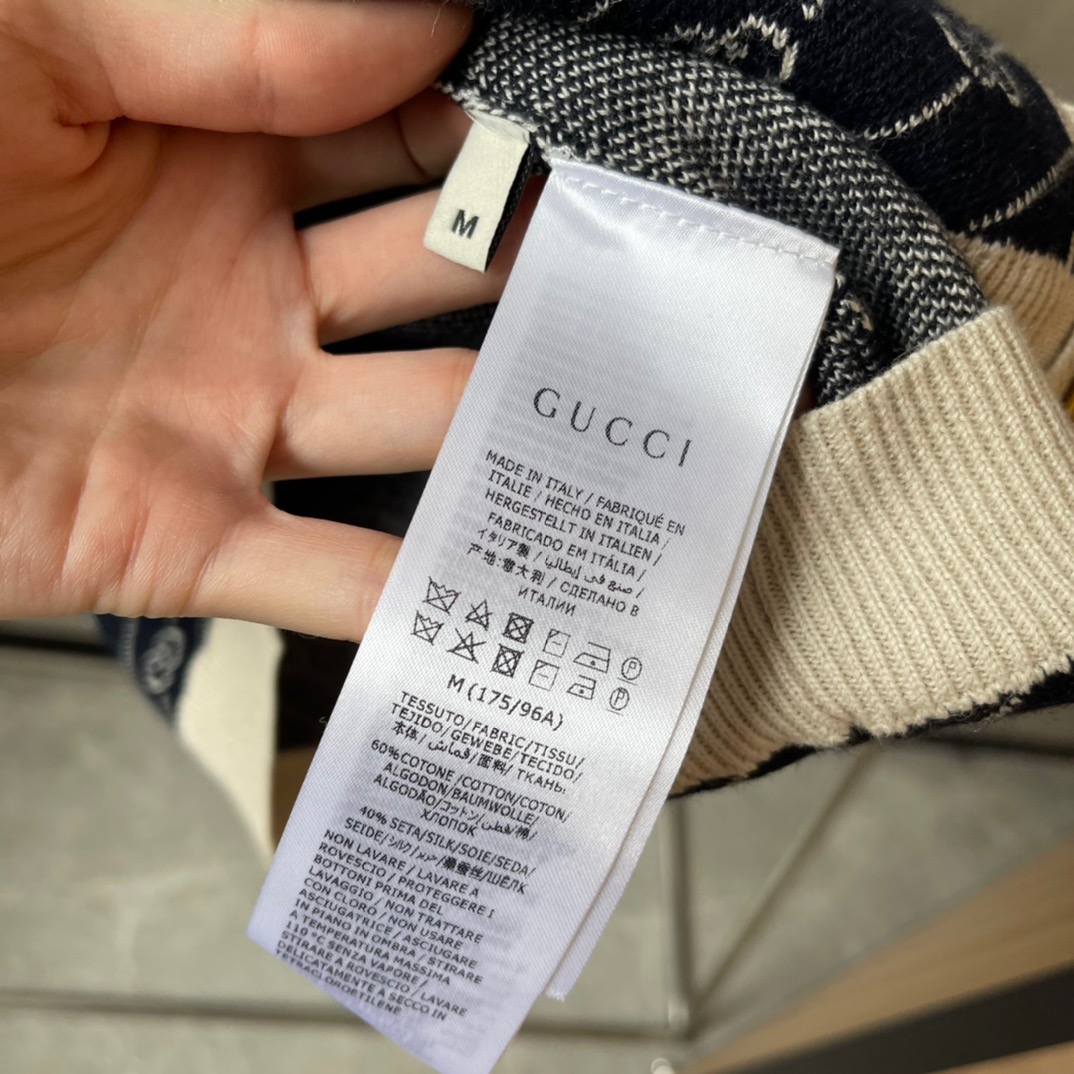 M
GUCCI
MADE IN ITALY / FABRIQUÉ EN
ITALIE / HECHO EN ITALIA /
HERGESTELLT IN ITALIEN /
FABRICADO EM ITÁLIA /
イタリア製 / صنع في إيطاليا /
产地:意大利 / СДЕЛАНО В
ИТАЛИИ
M (175/96A)
TESSUTO/FABRIC/TISSU/
TEJIDO/GEWEBE/TECIDO/
本体/ قماش/面料/ ТКАНЬ
60%COTONE/COTTON/COTON/
ALGODON/BAUMWOLLE/
ALGODÃO/コットン/قطن/棉/
ХЛОПОК
40% SETA/SILK/SOIE/SEDA/
SEIDE/シルク/حرير/桑蚕丝/ШЁЛК
NON LAVARE / LAVARE A
ROVESCIO / PROTEGGERE I
BOTTONI PRIMA DEL
LAVAGGIO / NON TRATTARE
CON CLORO / NON USARE
ASCIUGATRICE / ASCIUGARE
IN PIANO IN OMBRA / STIRARE
A TEMPERATURA MASSIMA
110 °C SENZA VAPORE /
STIRARE A ROVESCIO / LAVARE
DELICATAMENTE A SECCO IN
TETRACLOROETILENE